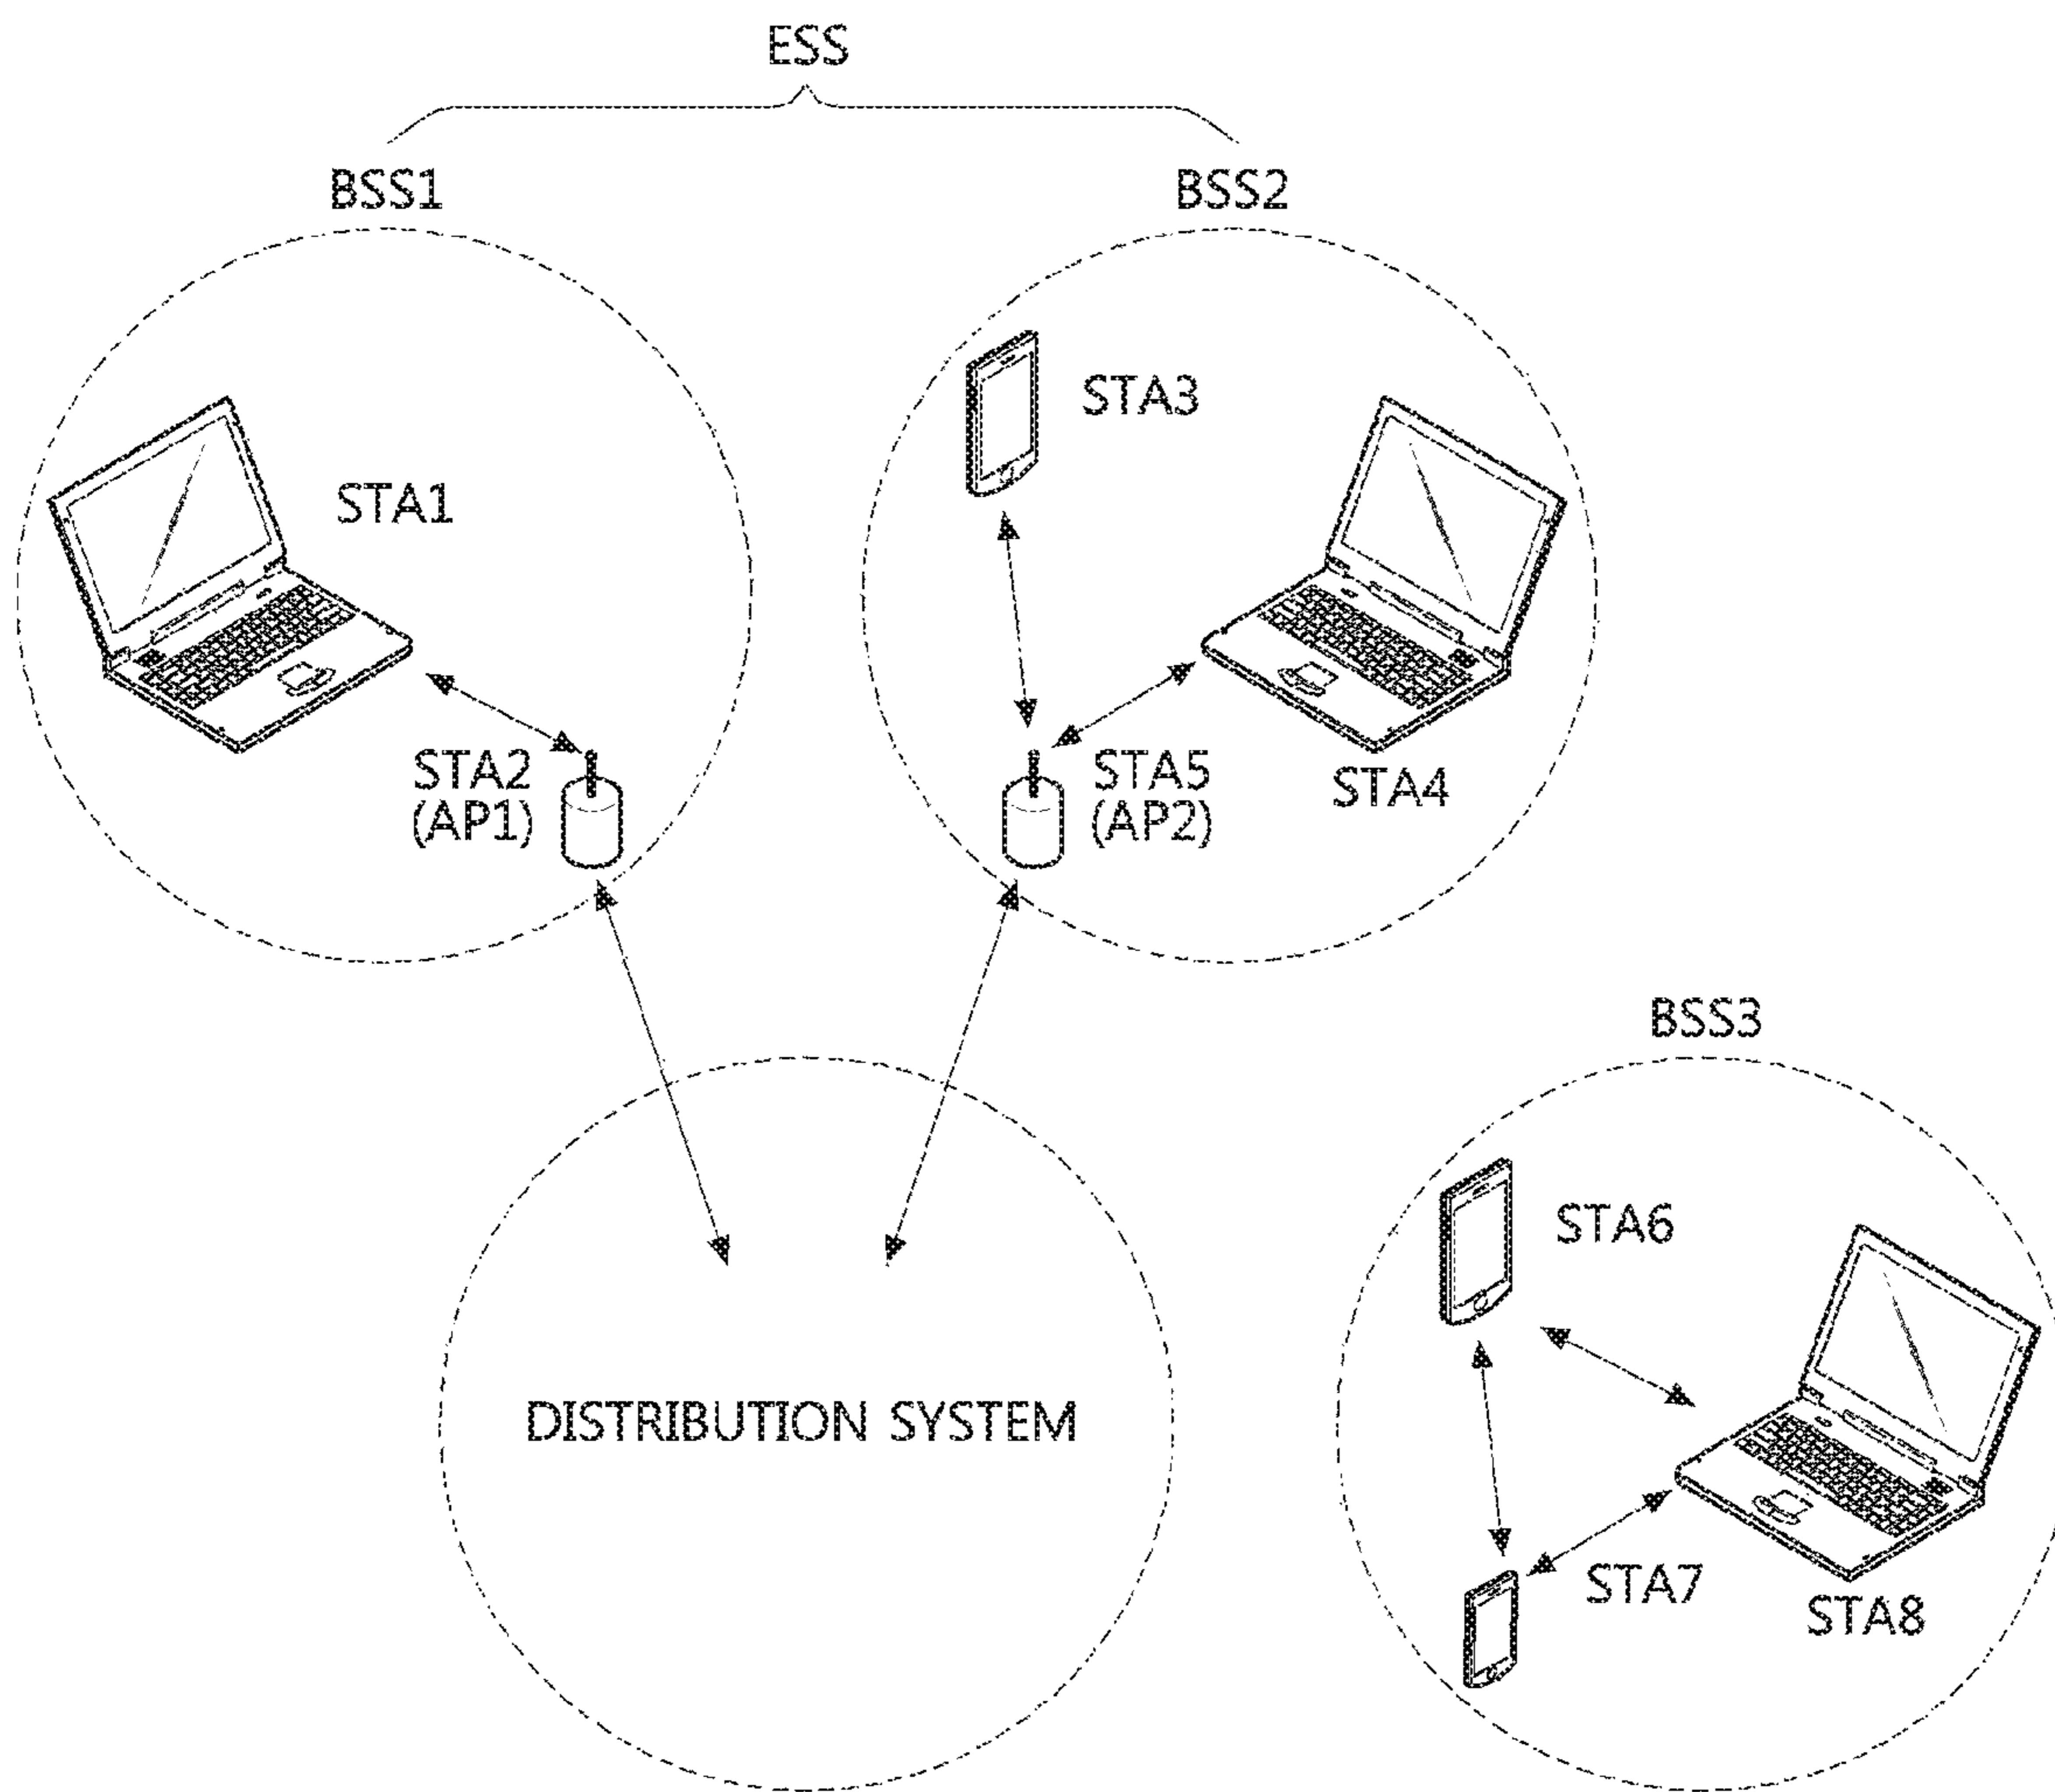 ESS
BSS1
BSS2
STA3
STA1
STA2
(AP1)
STA5
(AP2)
STA4
BSS3
STA6
DISTRIBUTION SYSTEM
STA7
STA8